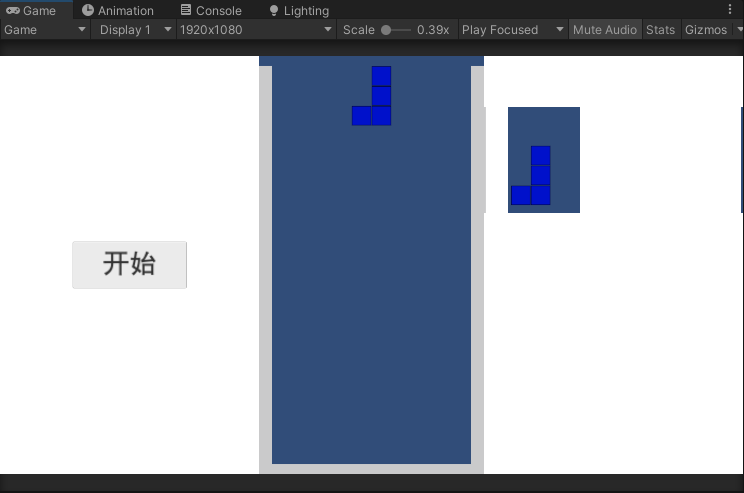 Game Animation Console Lighting
Game Display 1 1920x1080 Scale 0.39x Play Focused Mute Audio Stats Gizmos
开始